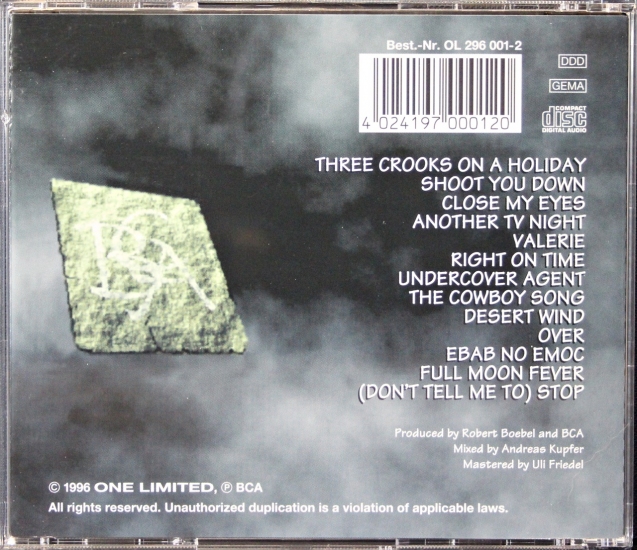 Best.-Nr. OL 296 001-2
DDD
GEMA
4 024197 000120
COMPACT
disc
DIGITAL AUDIO
THREE CROOKS ON A HOLIDAY
SHOOT YOU DOWN
CLOSE MY EYES
ANOTHER TV NIGHT
VALERIE
RIGHT ON TIME
UNDERCOVER AGENT
THE COWBOY SONG
DESERT WIND
OVER
EBAB NO EMOC
FULL MOON FEVER
(DON'T TELL ME TO) STOP
Produced by Robert Boebel and BCA
Mixed by Andreas Kupfer
Mastered by Uli Friedel
© 1996 ONE LIMITED, ℗ BCA
All rights reserved. Unauthorized duplication is a violation of applicable laws.